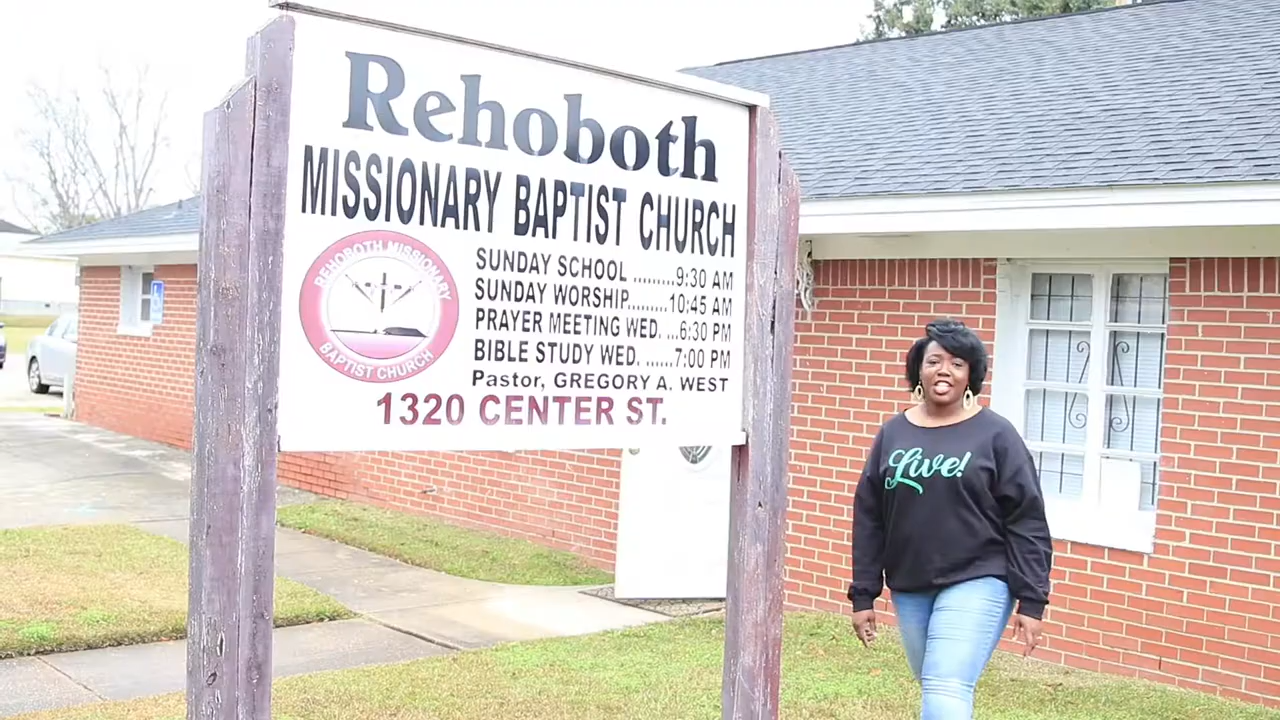 Rehoboth
MISSIONARY BAPTIST CHURCH
REHOBOTH MISSIONARY
BAPTIST CHURCH
SUNDAY SCHOOL .........9:30 AM
SUNDAY WORSHIP........10:45 AM
PRAYER MEETING WED. ...6:30 PM
BIBLE STUDY WED. ......7:00 PM
Pastor, GREGORY A. WEST
1320 CENTER ST.
Live!